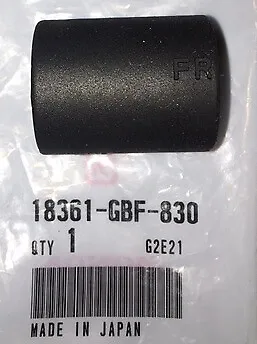 FR
18361-GBF-830
QTY 1 G2E21
MADE IN JAPAN